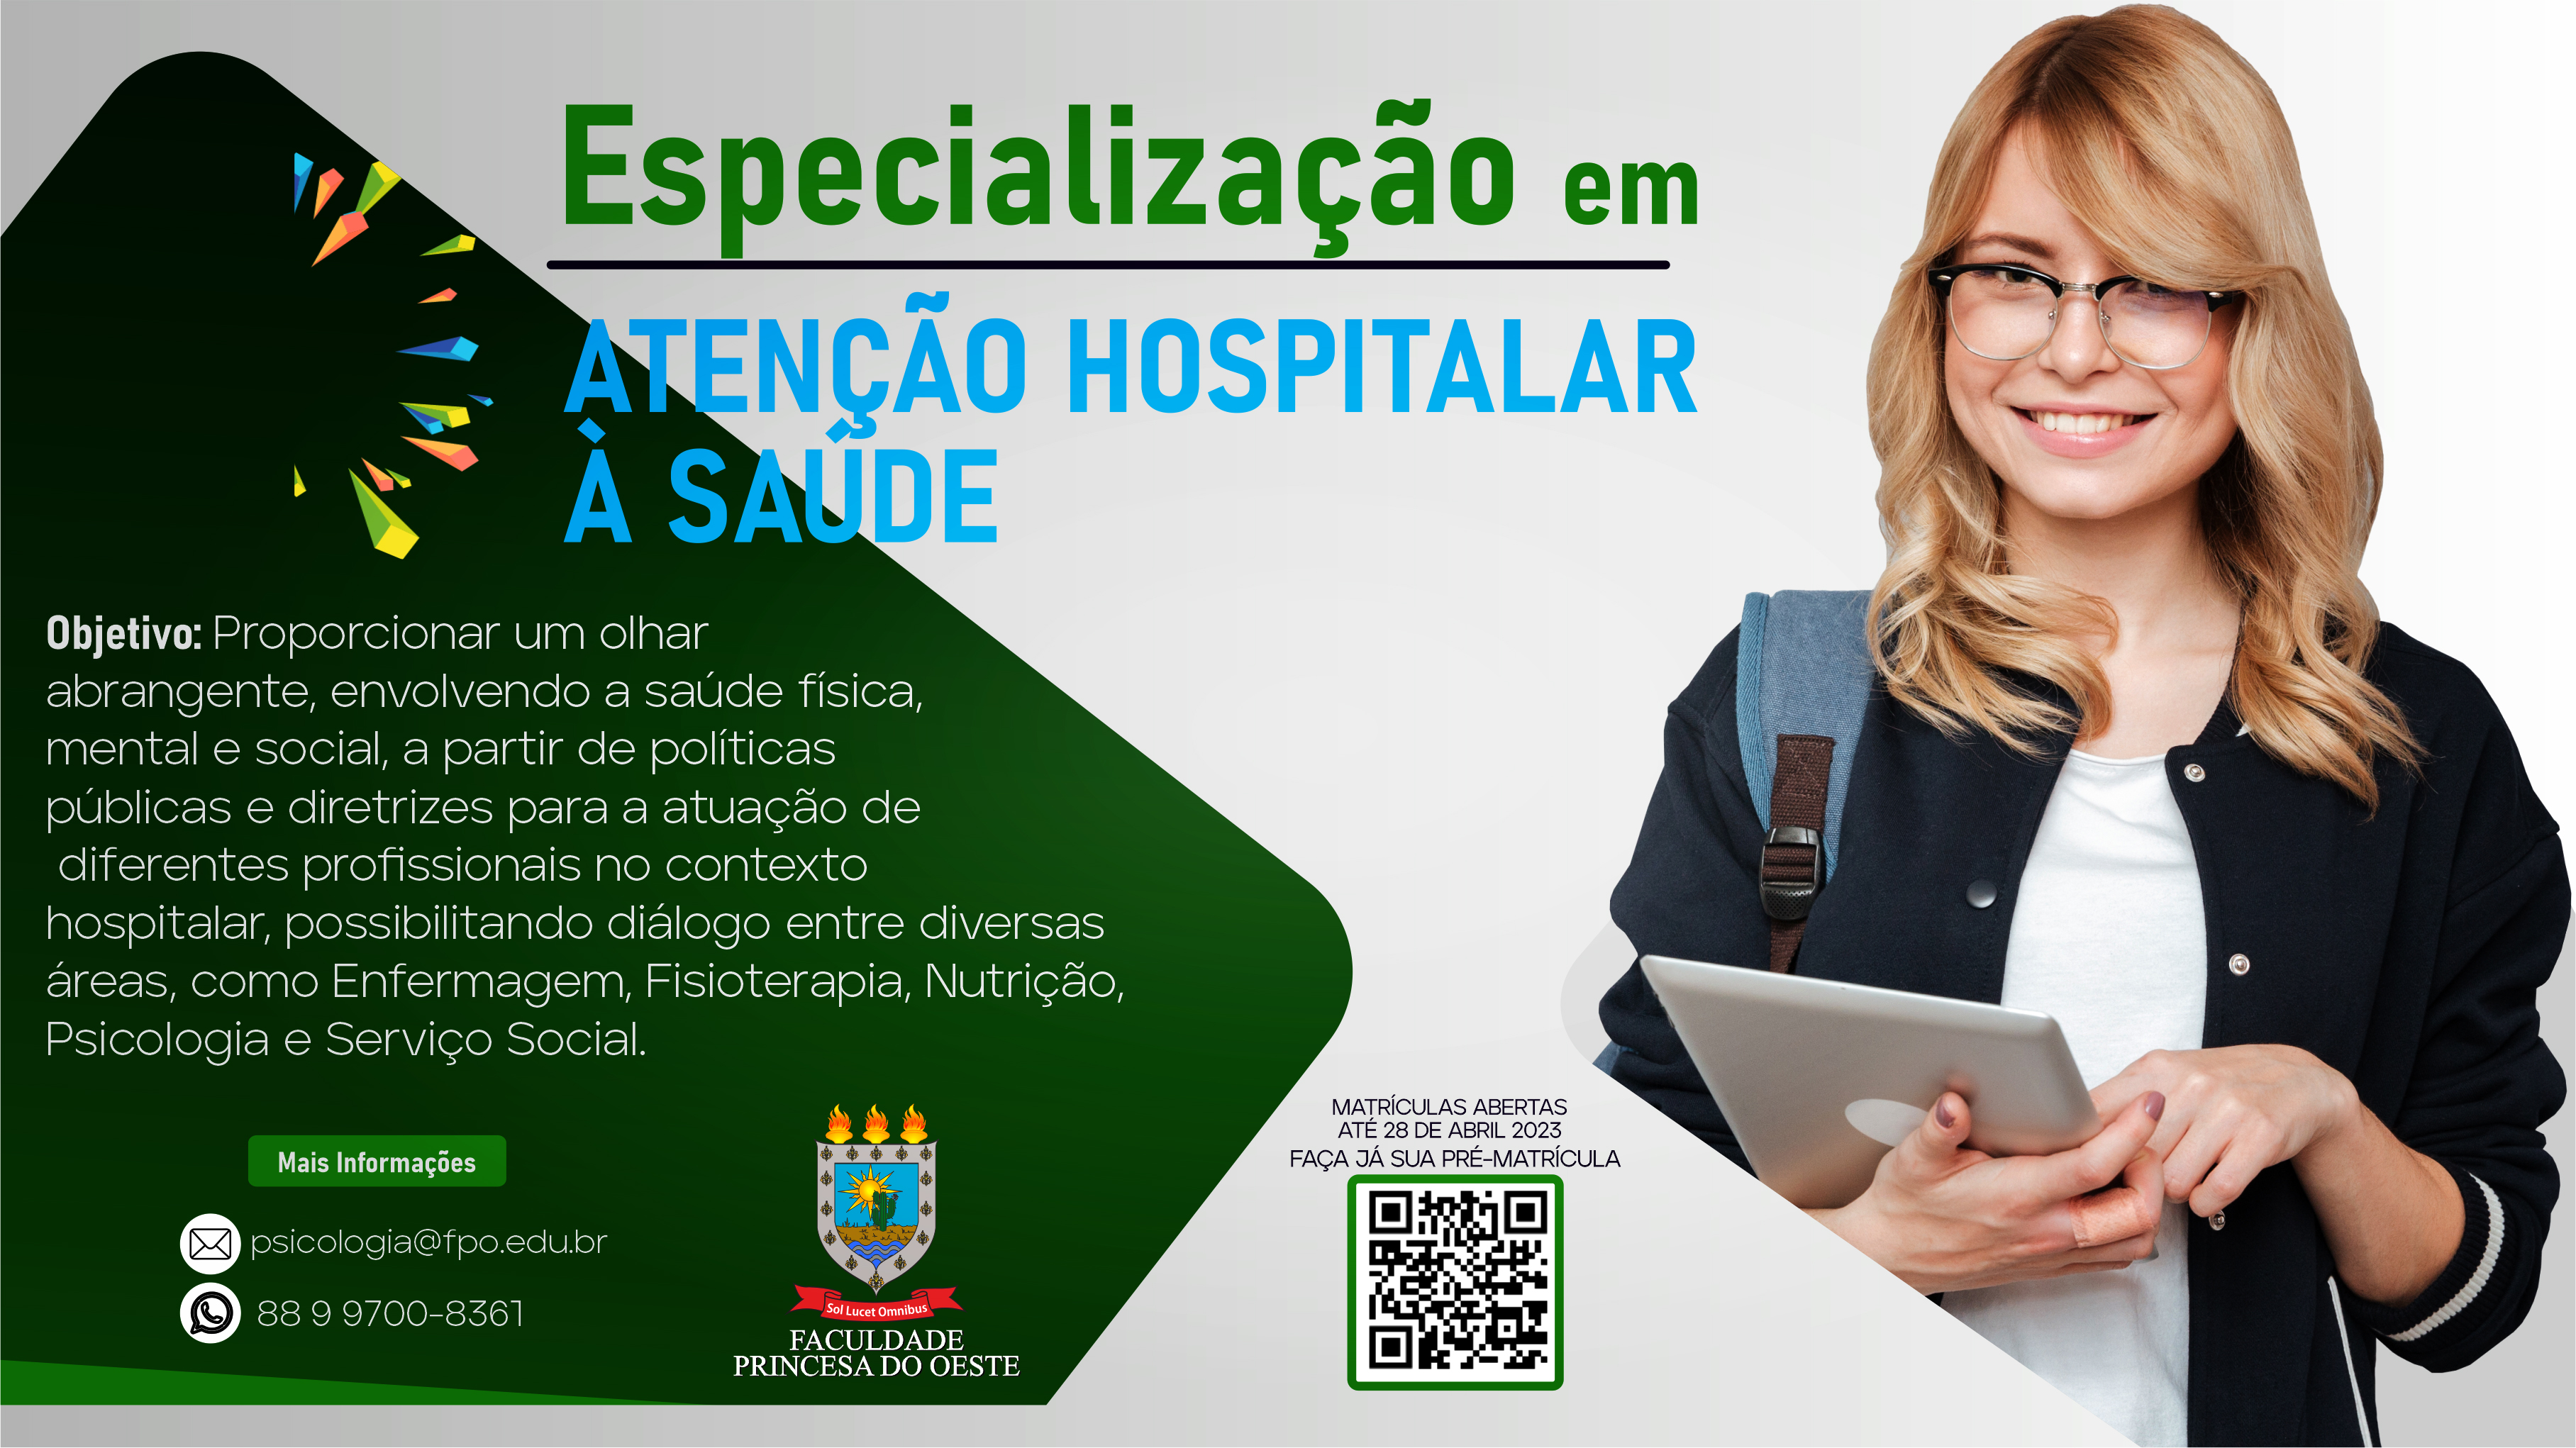 Especialização em
ATENÇÃO HOSPITALAR
À SAÚDE
Objetivo: Proporcionar um olhar
abrangente, envolvendo a saúde física,
mental e social, a partir de políticas
públicas e diretrizes para a atuação de
diferentes profissionais no contexto
hospitalar, possibilitando diálogo entre diversas
áreas, como Enfermagem, Fisioterapia, Nutrição,
Psicologia e Serviço Social.
Mais Informações
psicologia@fpo.edu.br
88 9 9700-8361
Sol Lucet Omnibus
FACULDADE
PRINCESA DO OESTE
MATRÍCULAS ABERTAS
ATÉ 28 DE ABRIL 2023
FAÇA JÁ SUA PRÉ-MATRÍCULA